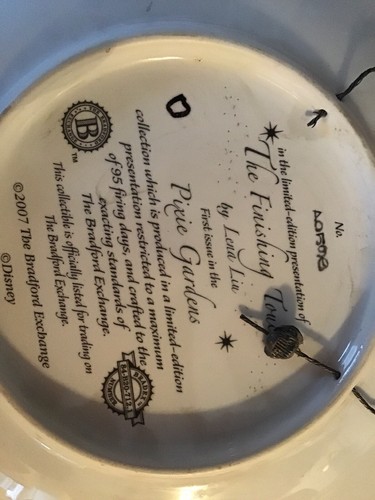 No.
in the limited-edition presentation of
The Finishing
by Lena Liu
First issue in the
Pixie Gardens
collection which is produced in a limited-edition
presentation restricted to a maximum
of 95 firing days, and crafted to the
exacting standards of
The Bradford Exchange.
This collectible is officially listed for trading on
The Bradford Exchange.
©2007 The Bradford Exchange
©Disney
B
TM